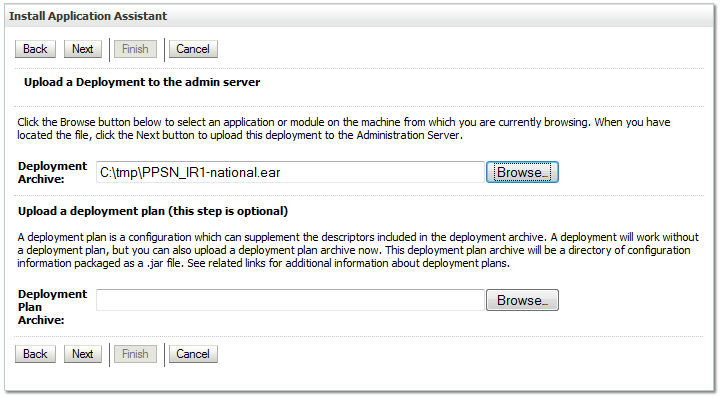 Install Application Assistant
Back Next Finish Cancel
Upload a Deployment to the admin server
Click the Browse button below to select an application or module on the machine from which you are currently browsing. When you have
located the file, click the Next button to upload this deployment to the Administration Server.
Deployment
Archive:
C:\tmp\PPSN_IR1-national.ear
Browse...
Upload a deployment plan (this step is optional)
A deployment plan is a configuration which can supplement the descriptors included in the deployment archive. A deployment will work without
a deployment plan, but you can also upload a deployment plan archive now. This deployment plan archive will be a directory of configuration
information packaged as a .jar file. See related links for additional information about deployment plans.
Deployment
Plan
Archive:
Browse...
Back Next Finish Cancel